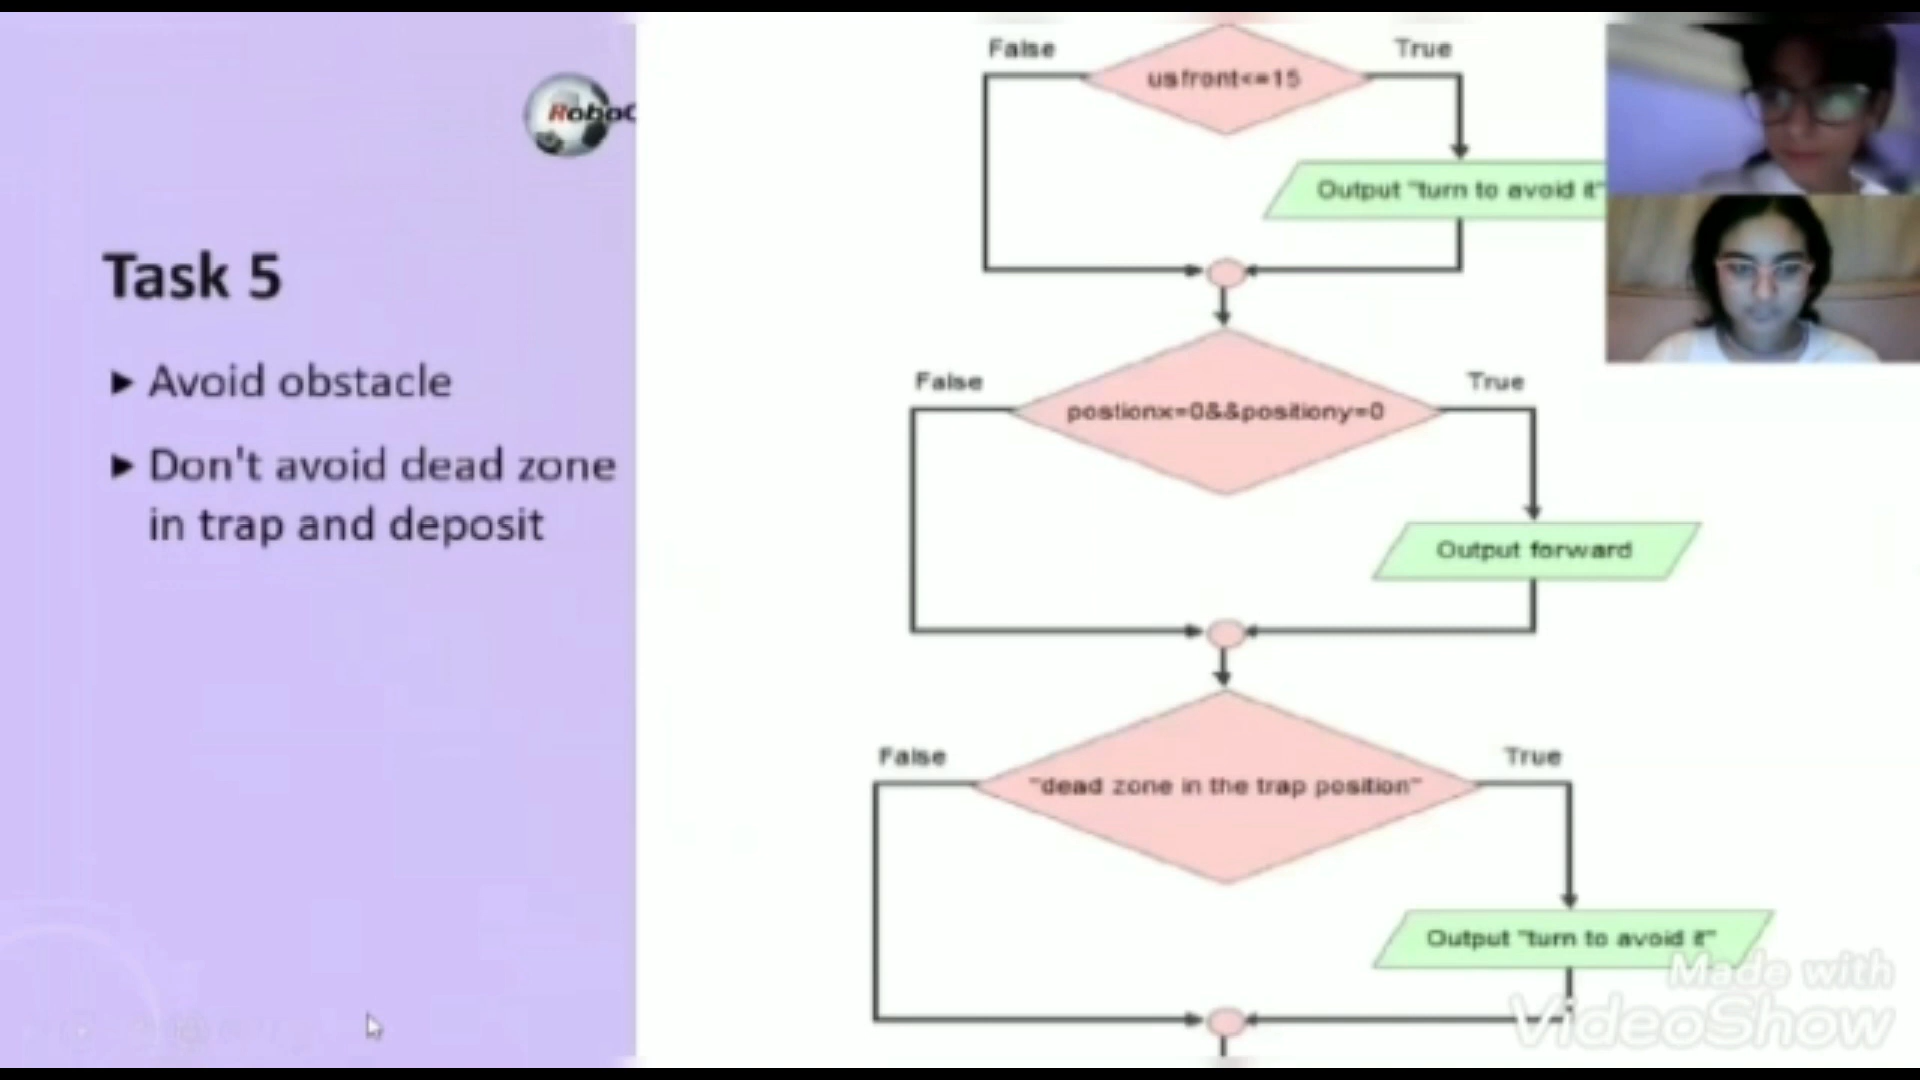 RoboC
Task 5
Avoid obstacle
Don't avoid dead zone
in trap and deposit
False
True
usfront<=15
Output "turn to avoid it"
False
True
postionx=0&&positiony=0
Output forward
False
True
"dead zone in the trap position"
Output "turn to avoid it"
Made with
VideoShow